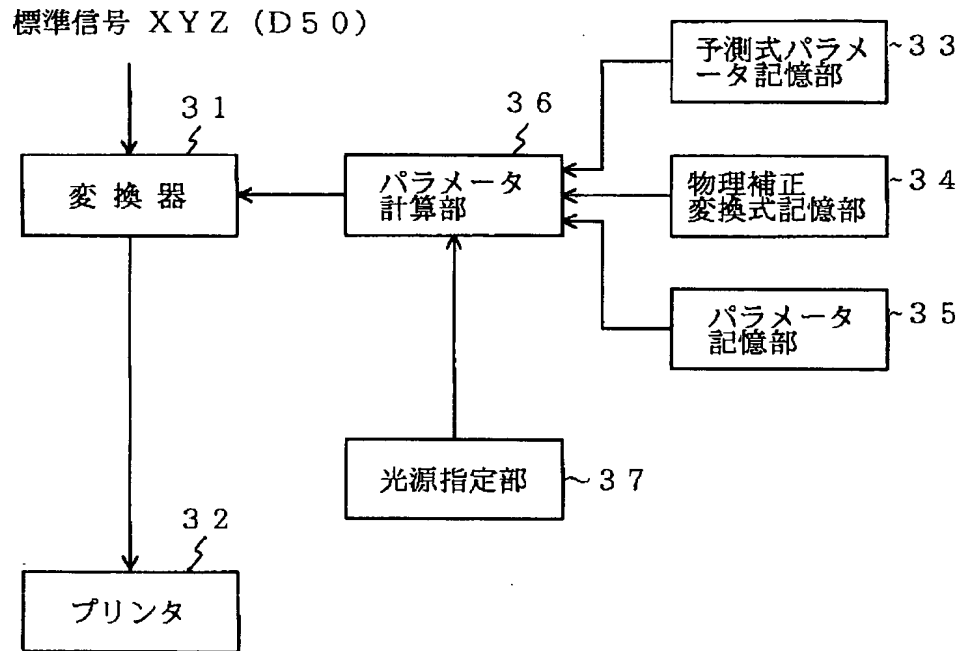 標準信号 XYZ (D50)
31
変換器
36
パラメータ
計算部
予測式パラメ
ータ記憶部
~33
物理補正
変換式記憶部
~34
パラメータ
記憶部
~35
光源指定部
~37
32
プリンタ